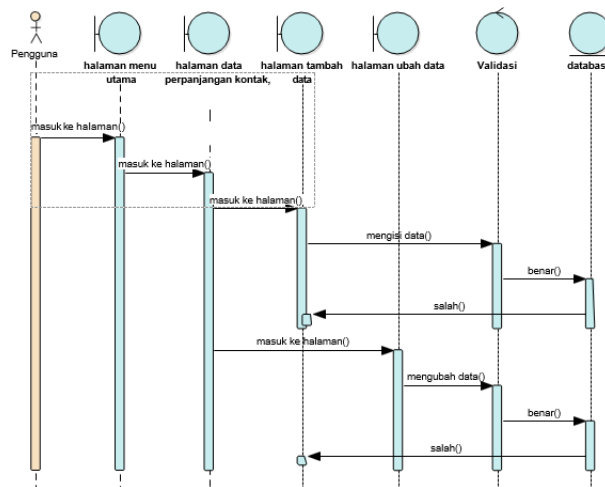 Pengguna
halaman menu
utama
halaman data
perpanjangan kontak,
halaman tambah
data
halaman ubah data
Validasi
databas
masuk ke halaman()
masuk ke halaman()
masuk ke halaman()
mengisi data()
benar()
salah()
masuk ke halaman()
mengubah data()
benar()
salah()